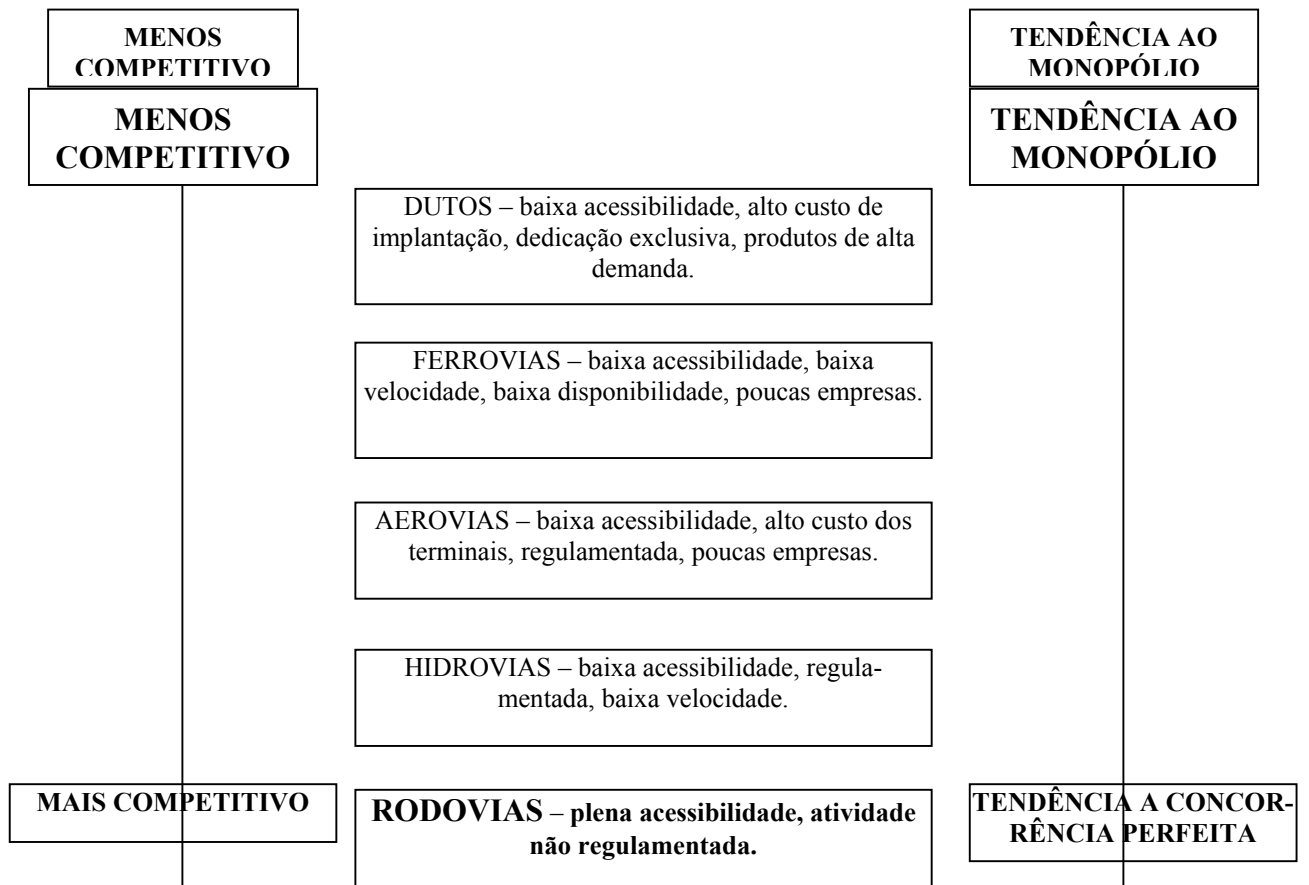 MENOS
COMPETITIVO
TENDÊNCIA AO
MONOPÓLIO
MENOS
COMPETITIVO
TENDÊNCIA AO
MONOPÓLIO
DUTOS – baixa acessibilidade, alto custo de
implantação, dedicação exclusiva, produtos de alta
demanda.
FERROVIAS – baixa acessibilidade, baixa
velocidade, baixa disponibilidade, poucas empresas.
AEROVIAS – baixa acessibilidade, alto custo dos
terminais, regulamentada, poucas empresas.
HIDROVIAS – baixa acessibilidade, regula-
mentada, baixa velocidade.
MAIS COMPETITIVO
RODOVIAS – plena acessibilidade, atividade
não regulamentada.
TENDÊNCIA A CONCOR-
RÊNCIA PERFEITA